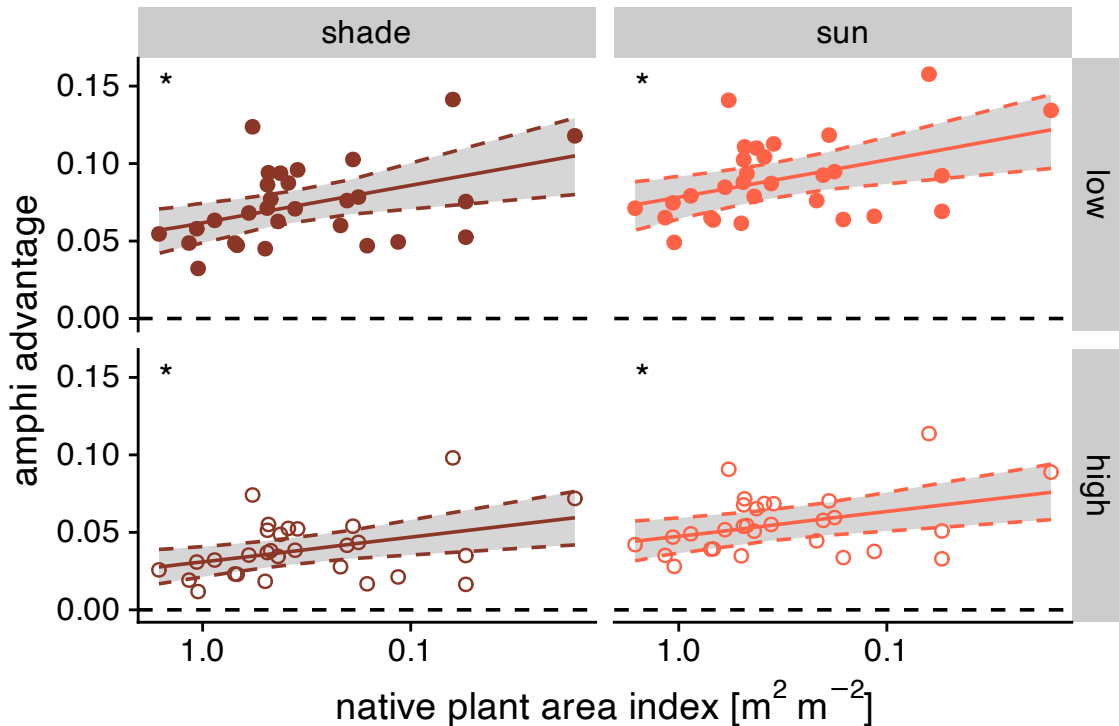 shade
sun
*
*
0.15
0.10
0.05
0.00
low
*
*
0.15
0.10
0.05
0.00
high
amphi advantage
1.0
0.1
1.0
0.1
native plant area index [m² m⁻²]